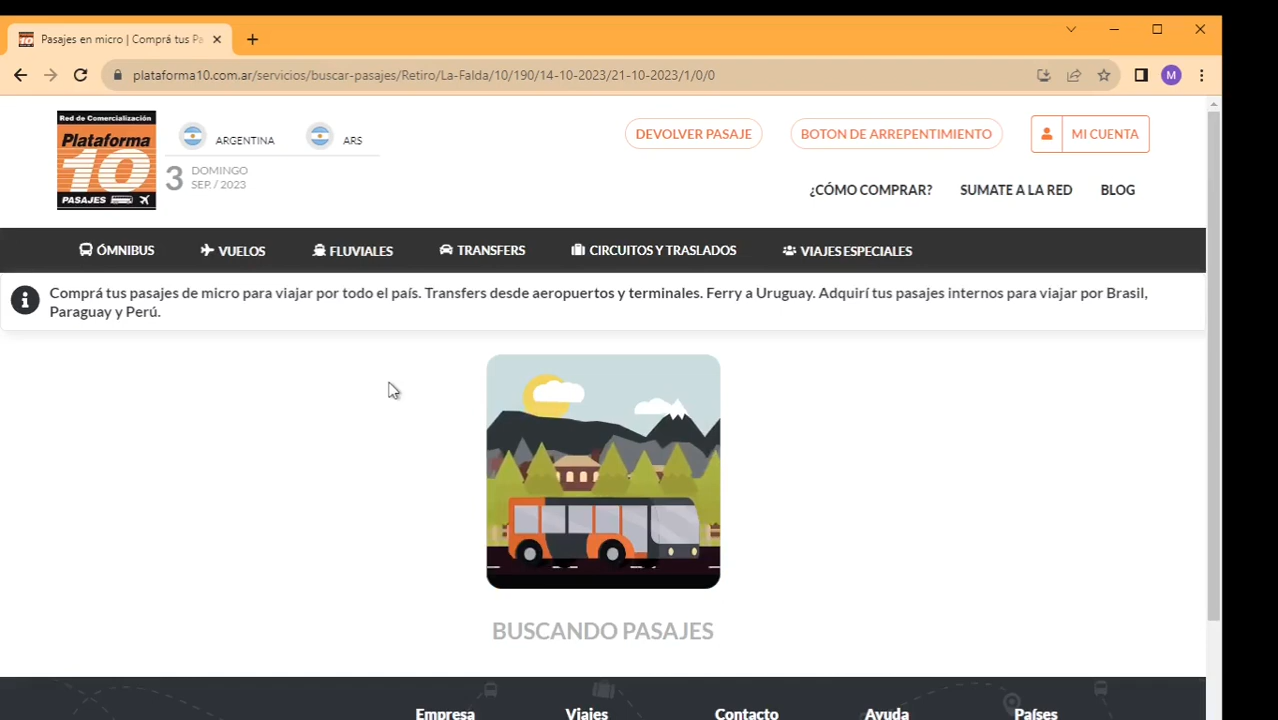 Pasajes en micro | Comprá tus Pa
plataforma10.com.ar/servicios/buscar-pasajes/Retiro/La-Falda/10/190/14-10-2023/21-10-2023/1/0/0
M
Red de Comercialización
Plataforma
10
PASAJES
ARGENTINA
ARS
3
DOMINGO
SEP. / 2023
DEVOLVER PASAJE
BOTON DE ARREPENTIMIENTO
MI CUENTA
¿CÓMO COMPRAR?
SUMATE A LA RED
BLOG
ÓMNIBUS
VUELOS
FLUVIALES
TRANSFERS
CIRCUITOS Y TRASLADOS
VIAJES ESPECIALES
Comprá tus pasajes de micro para viajar por todo el país. Transfers desde aeropuertos y terminales. Ferry a Uruguay. Adquirí tus pasajes internos para viajar por Brasil,
Paraguay y Perú.
BUSCANDO PASAJES
Empresa
Viajes
Contacto
Ayuda
Países